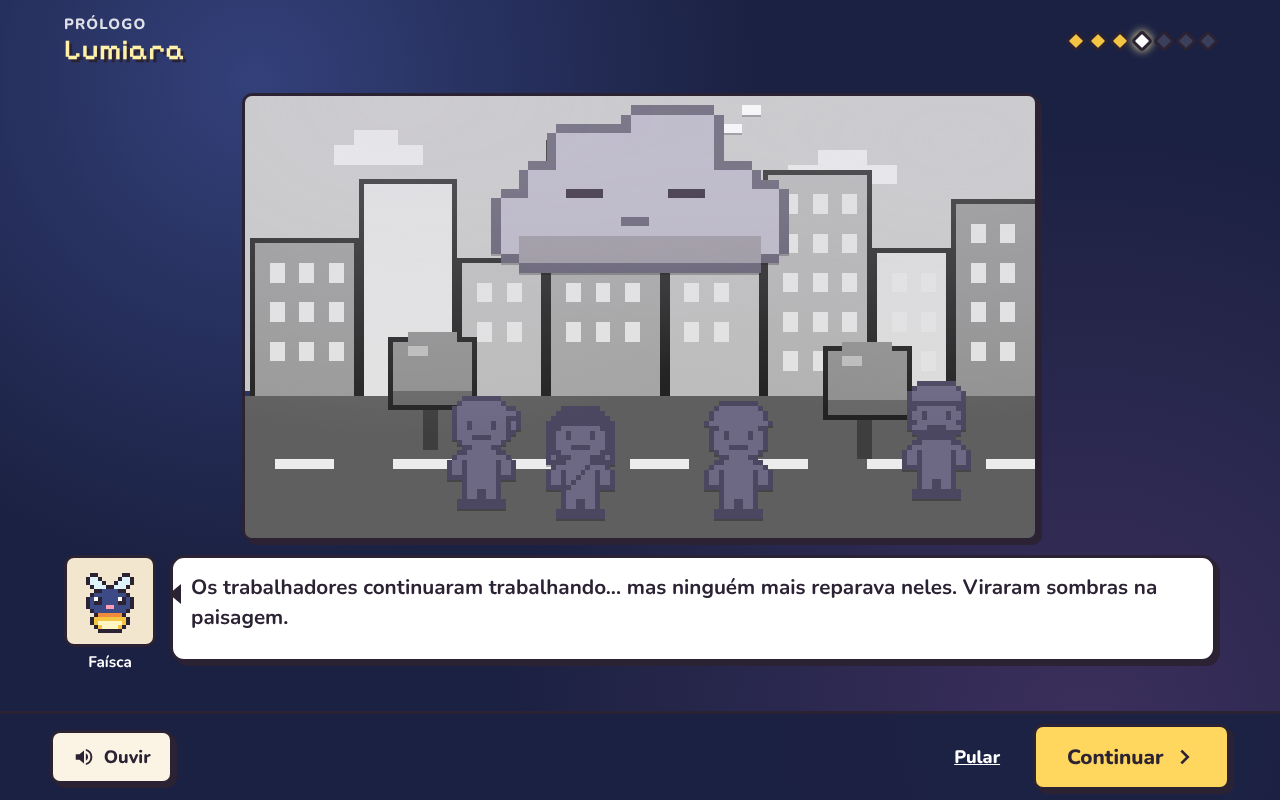 PRÓLOGO
Lumiara
Os trabalhadores continuaram trabalhando... mas ninguém mais reparava neles. Viraram sombras na
paisagem.
Faísca
Ouvir
Pular
Continuar